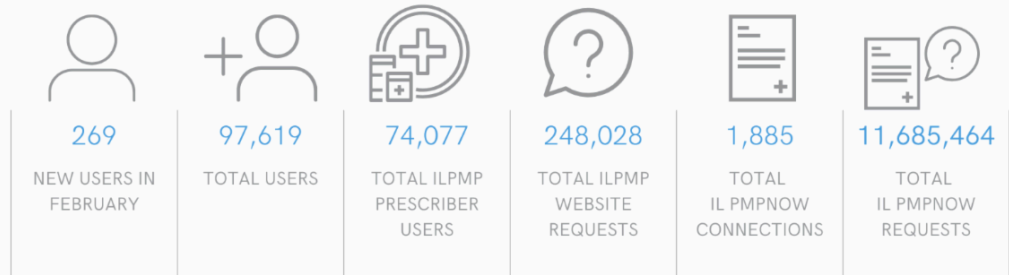 269
NEW USERS IN
FEBRUARY
97,619
TOTAL USERS
74,077
TOTAL ILPMP
PRESCRIBER
USERS
248,028
TOTAL ILPMP
WEBSITE
REQUESTS
1,885
TOTAL
IL PMPNOW
CONNECTIONS
11,685,464
TOTAL
IL PMPNOW
REQUESTS